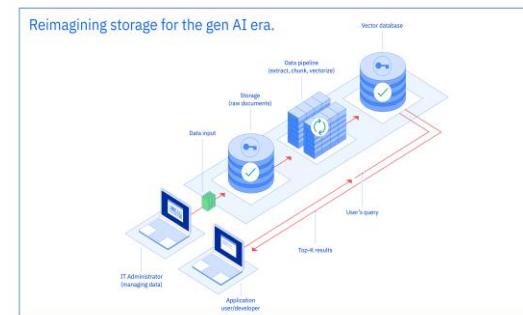 Reimagining storage for the gen AI era.
Vector database
Data pipeline
(extract, chunk, vectorize)
Storage
(raw documents)
Data input
User's query
Top-K results
IT Administrator
(managing data)
Application
user/developer